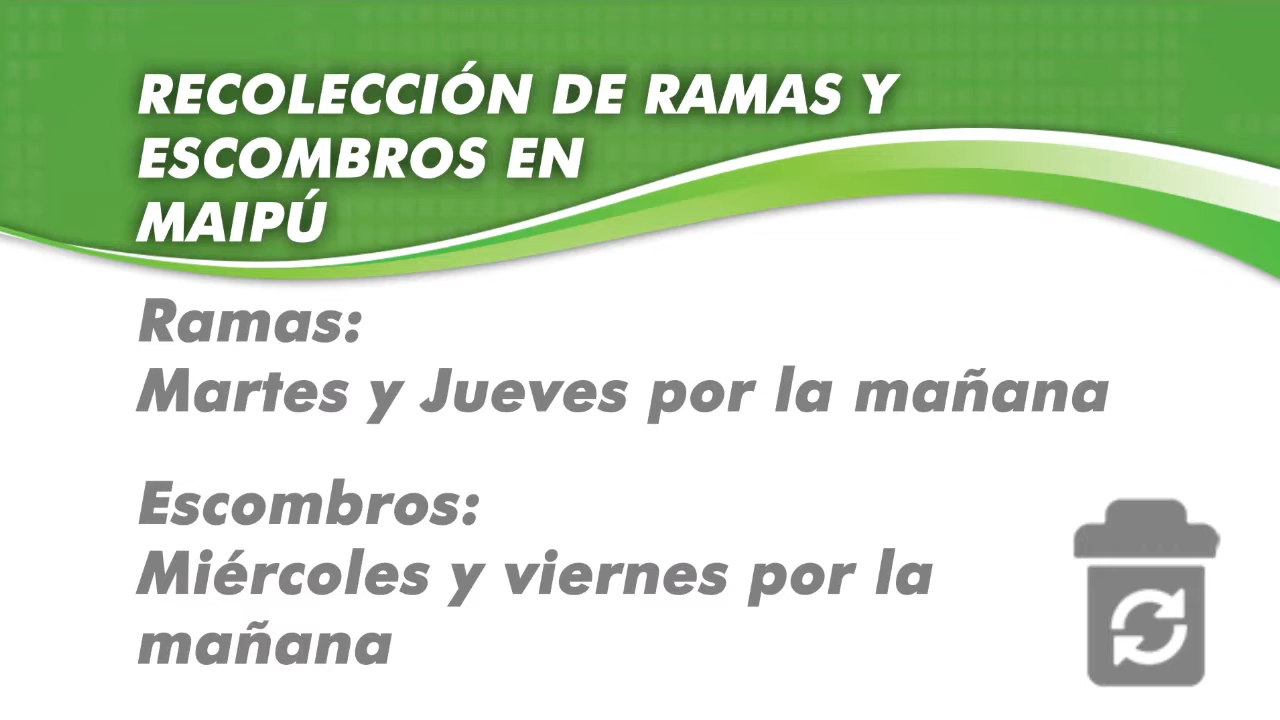 RECOLECCIÓN DE RAMAS Y
ESCOMBROS EN
MAIPÚ
Ramas:
Martes y Jueves por la mañana
Escombros:
Miércoles y viernes por la
mañana